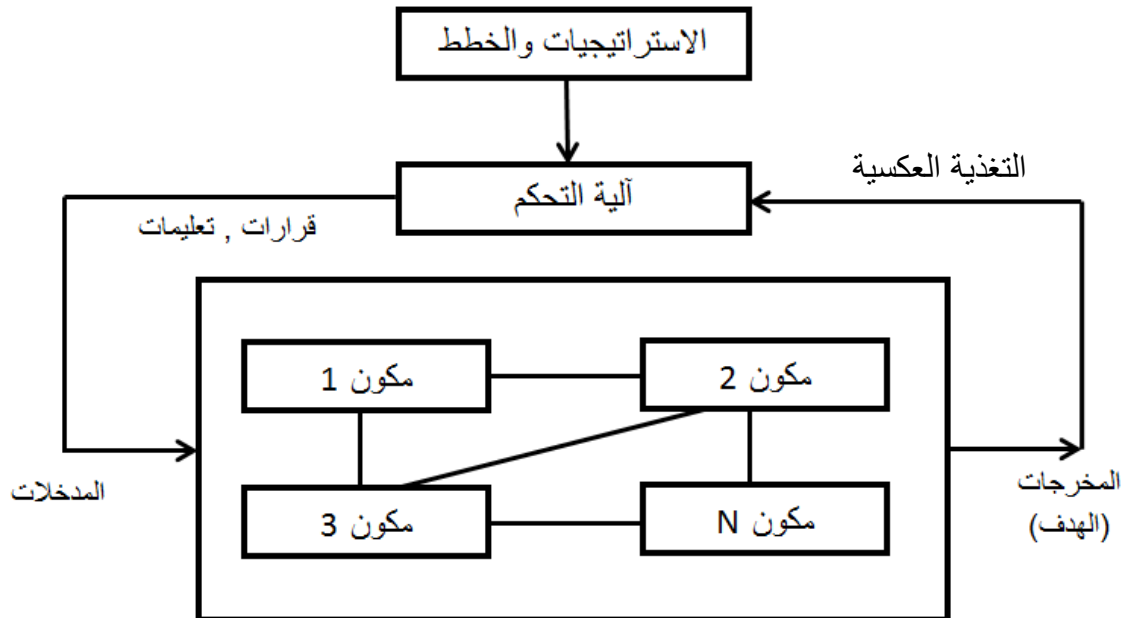 الاستراتيجيات والخطط
آلية التحكم
التغذية العكسية
قرارات , تعليمات
مكون 1
مكون 2
مكون 3
مكون N
المدخلات
المخرجات
(الهدف)